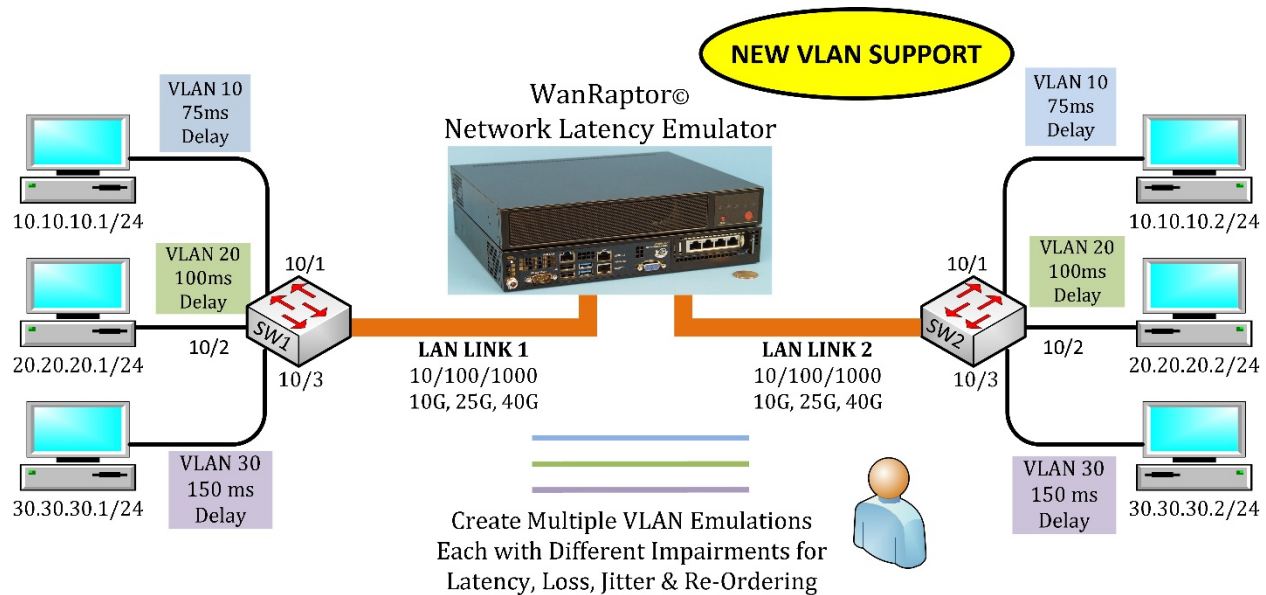 NEW VLAN SUPPORT
WanRaptor©
Network Latency Emulator
VLAN 10
75ms
Delay
10.10.10.1/24
VLAN 20
100ms
Delay
20.20.20.1/24
VLAN 30
150 ms
Delay
30.30.30.1/24
10/1
10/2
10/3
SW1
LAN LINK 1
10/100/1000
10G, 25G, 40G
LAN LINK 2
10/100/1000
10G, 25G, 40G
SW2
10/1
10/2
10/3
VLAN 10
75ms
Delay
10.10.10.2/24
VLAN 20
100ms
Delay
20.20.20.2/24
VLAN 30
150 ms
Delay
30.30.30.2/24
Create Multiple VLAN Emulations
Each with Different Impairments for
Latency, Loss, Jitter & Re-Ordering